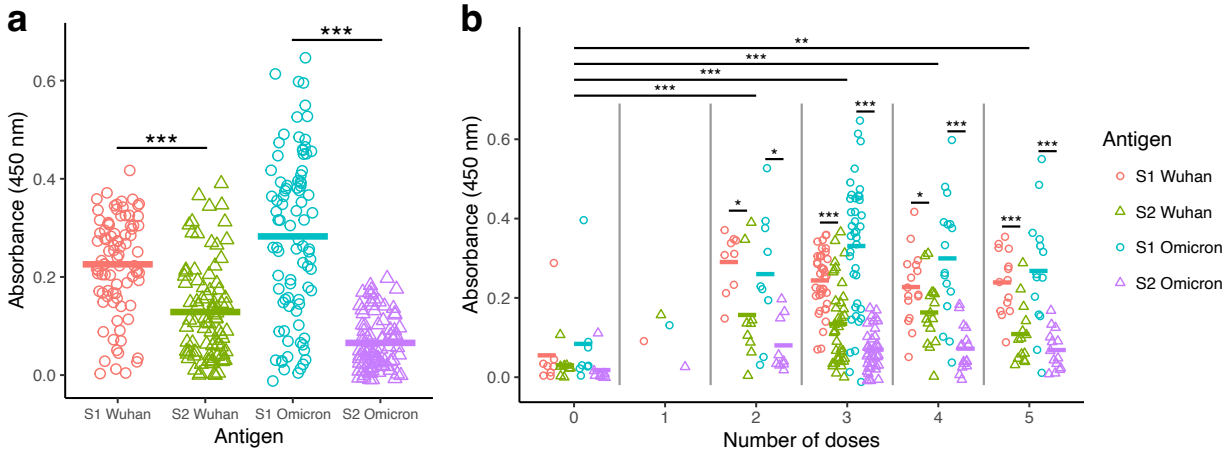 a
***
***
0.6
0.4
0.2
0.0
Absorbance (450 nm)
S1 Wuhan S2 Wuhan S1 Omicron S2 Omicron
Antigen
b
**
***
***
***
***
***
*
***
*
*
***
***
0.6
0.4
0.2
0.0
Absorbance (450 nm)
0 1 2 3 4 5
Number of doses
Antigen
S1 Wuhan
S2 Wuhan
S1 Omicron
S2 Omicron